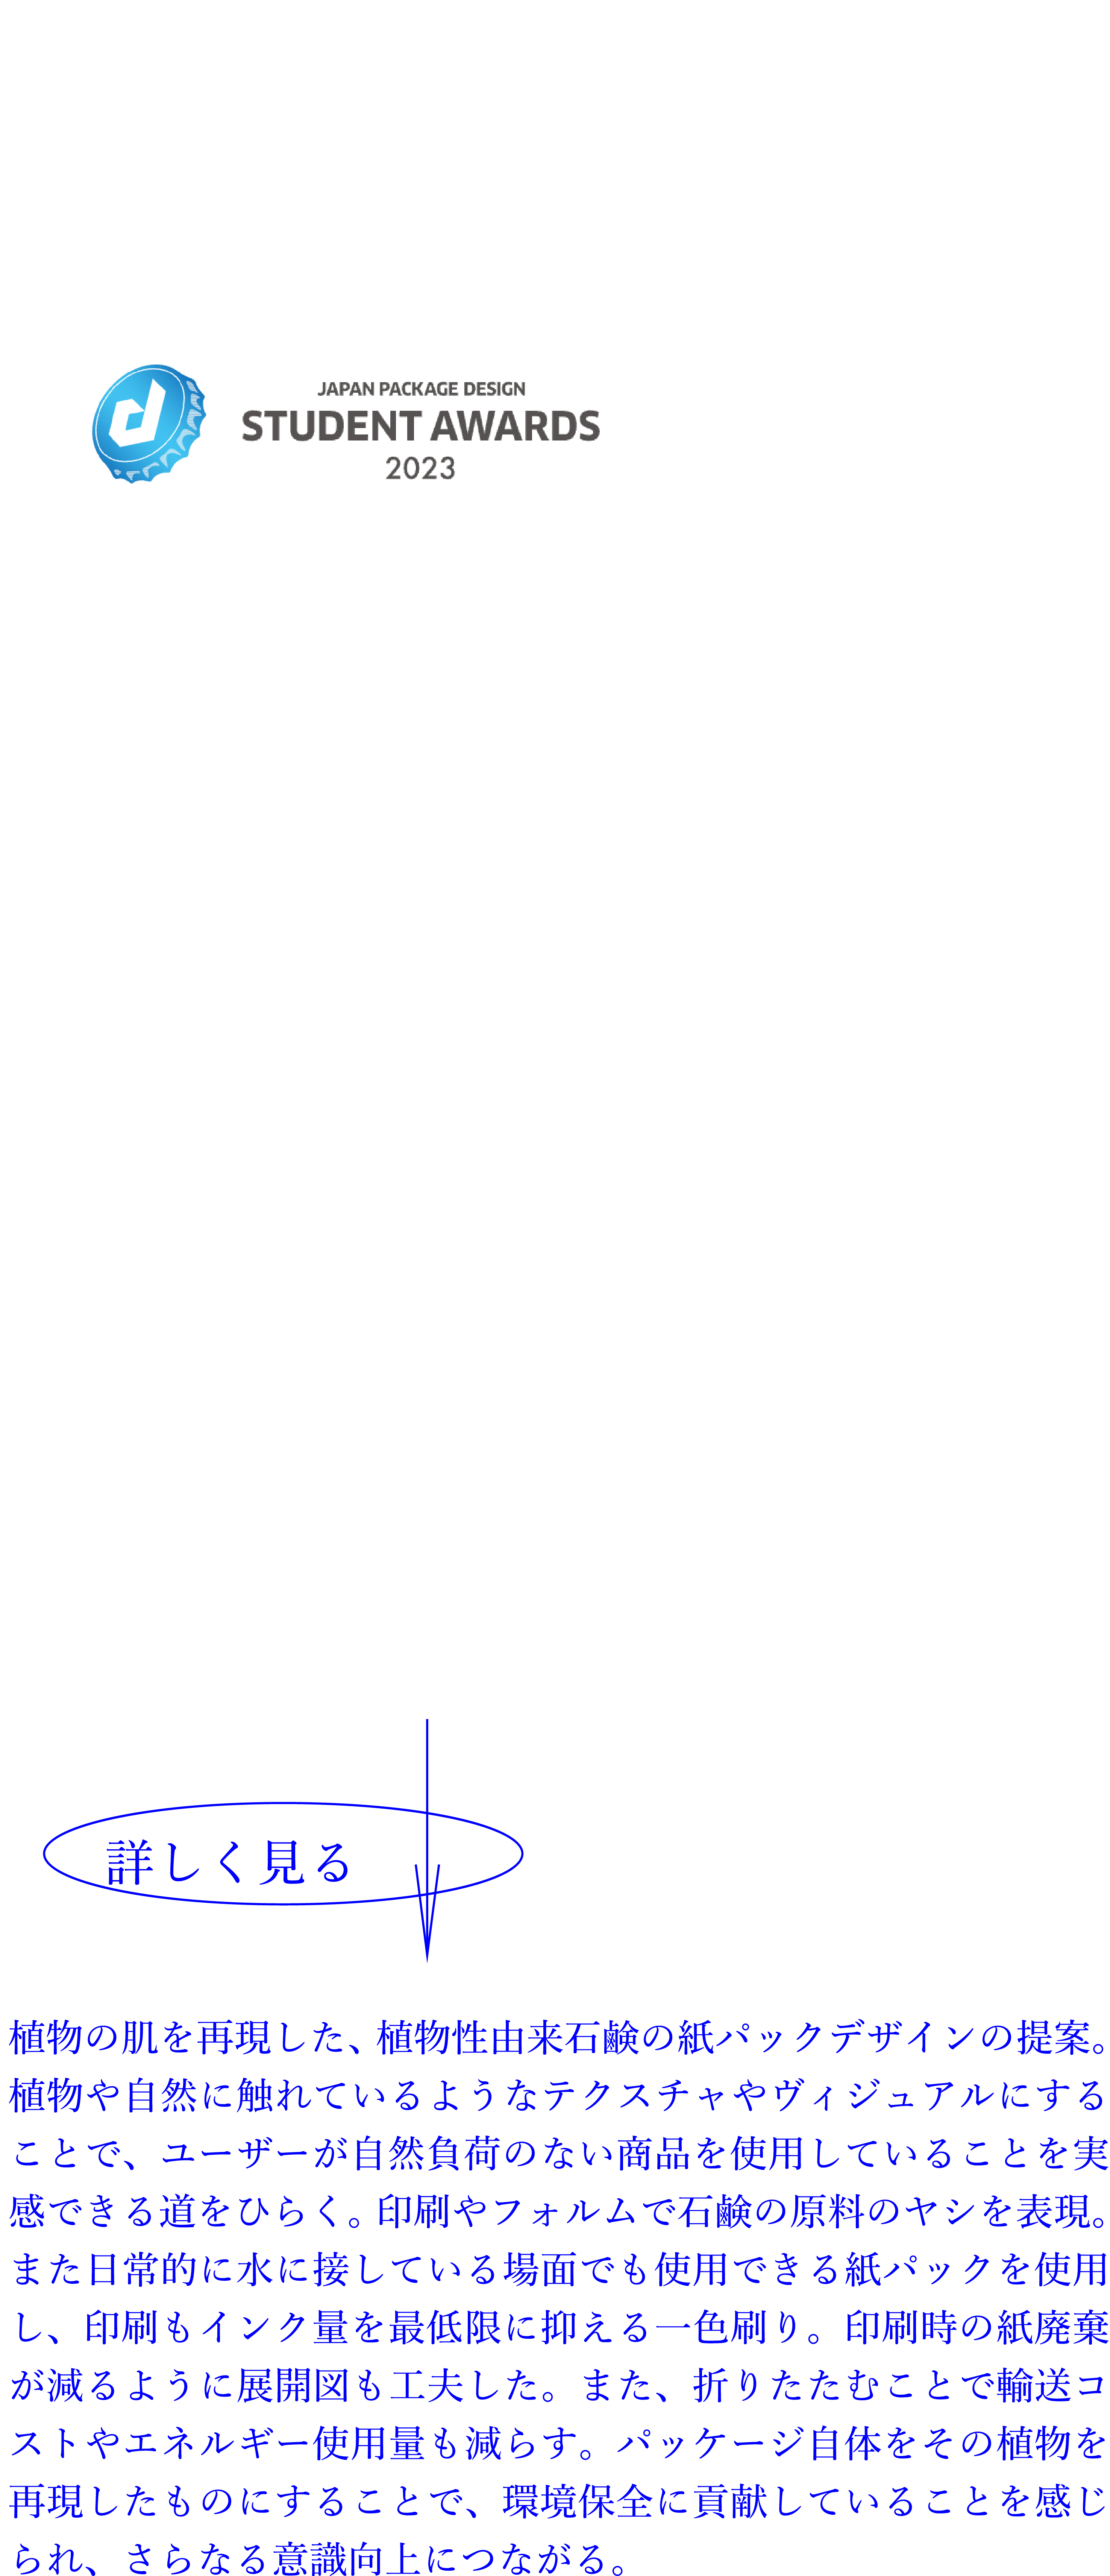 JAPAN PACKAGE DESIGN
STUDENT AWARDS
2023
詳しく見る
植物の肌を再現した、植物性由来石鹸の紙パックデザインの提案。
植物や自然に触れているようなテクスチャやヴィジュアルにする
ことで、ユーザーが自然負荷のない商品を使用していることを実
感できる道をひらく。印刷やフォルムで石鹸の原料のヤシを表現。
また日常的に水に接している場面でも使用できる紙パックを使用
し、印刷もインク量を最低限に抑える一色刷り。印刷時の紙廃棄
が減るように展開図も工夫した。また、折りたたむことで輸送コ
ストやエネルギー使用量も減らす。パッケージ自体をその植物を
再現したものにすることで、環境保全に貢献していることを感じ
られ、さらなる意識向上につながる。